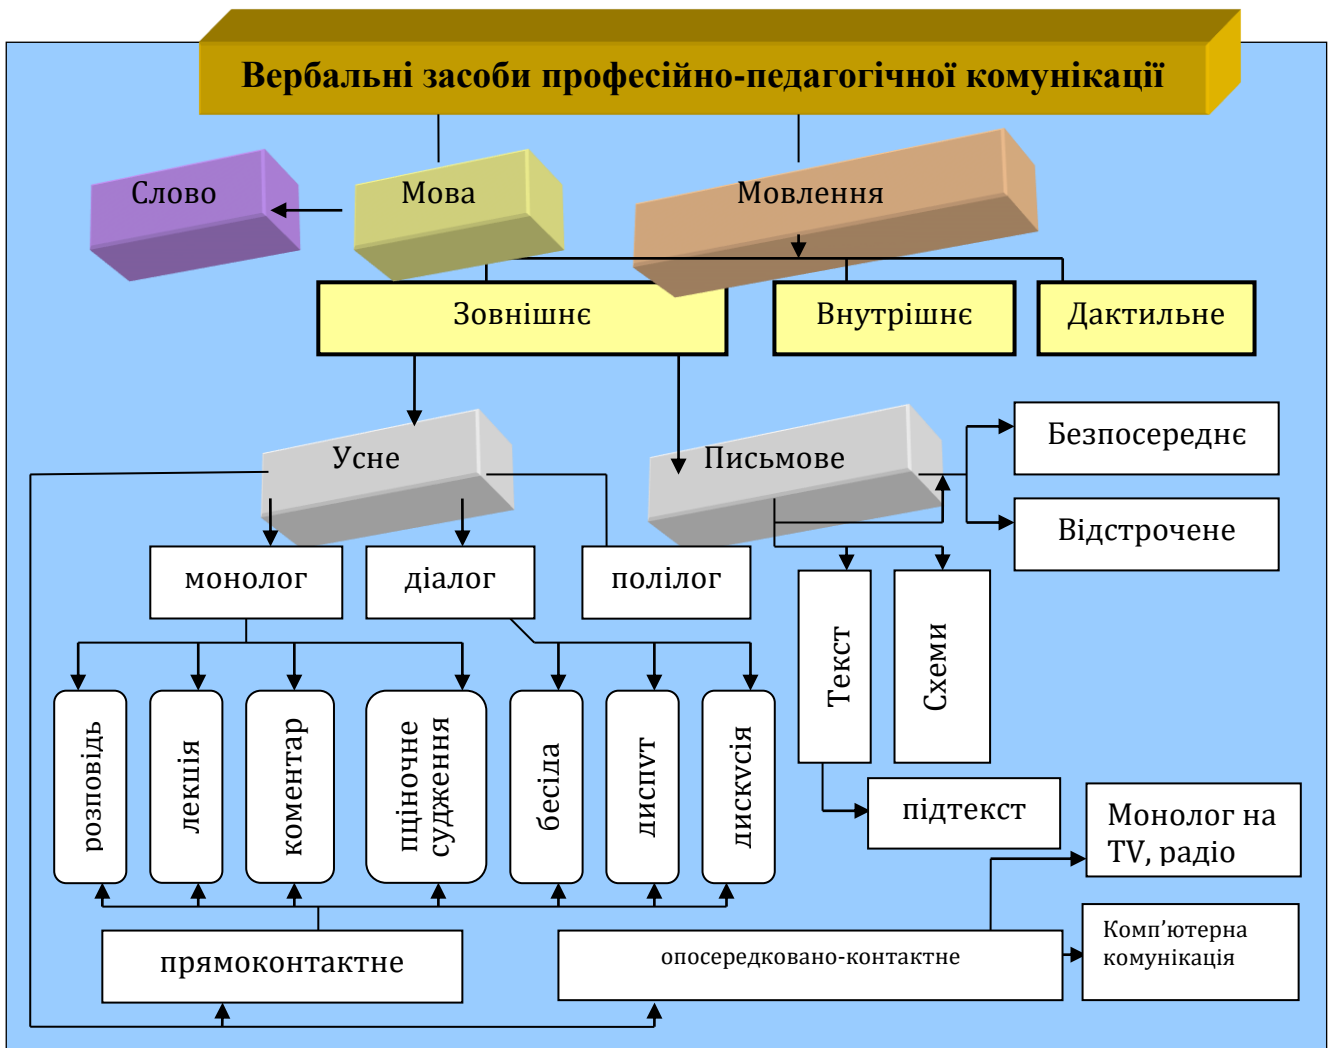 Вербальні засоби професійно-педагогічної комунікації
Слово
Мова
Мовлення
Зовнішнє
Внутрішнє
Дактильне
Усне
Письмове
Безпосереднє
Відстрочене
монолог
діалог
полілог
Текст
Схеми
розповідь
лекція
коментар
пціночне
судження
бесіда
диспут
дискусія
підтекст
Монолог на
TV, радіо
прямоконтактне
опосередковано-контактне
Комп’ютерна
комунікація